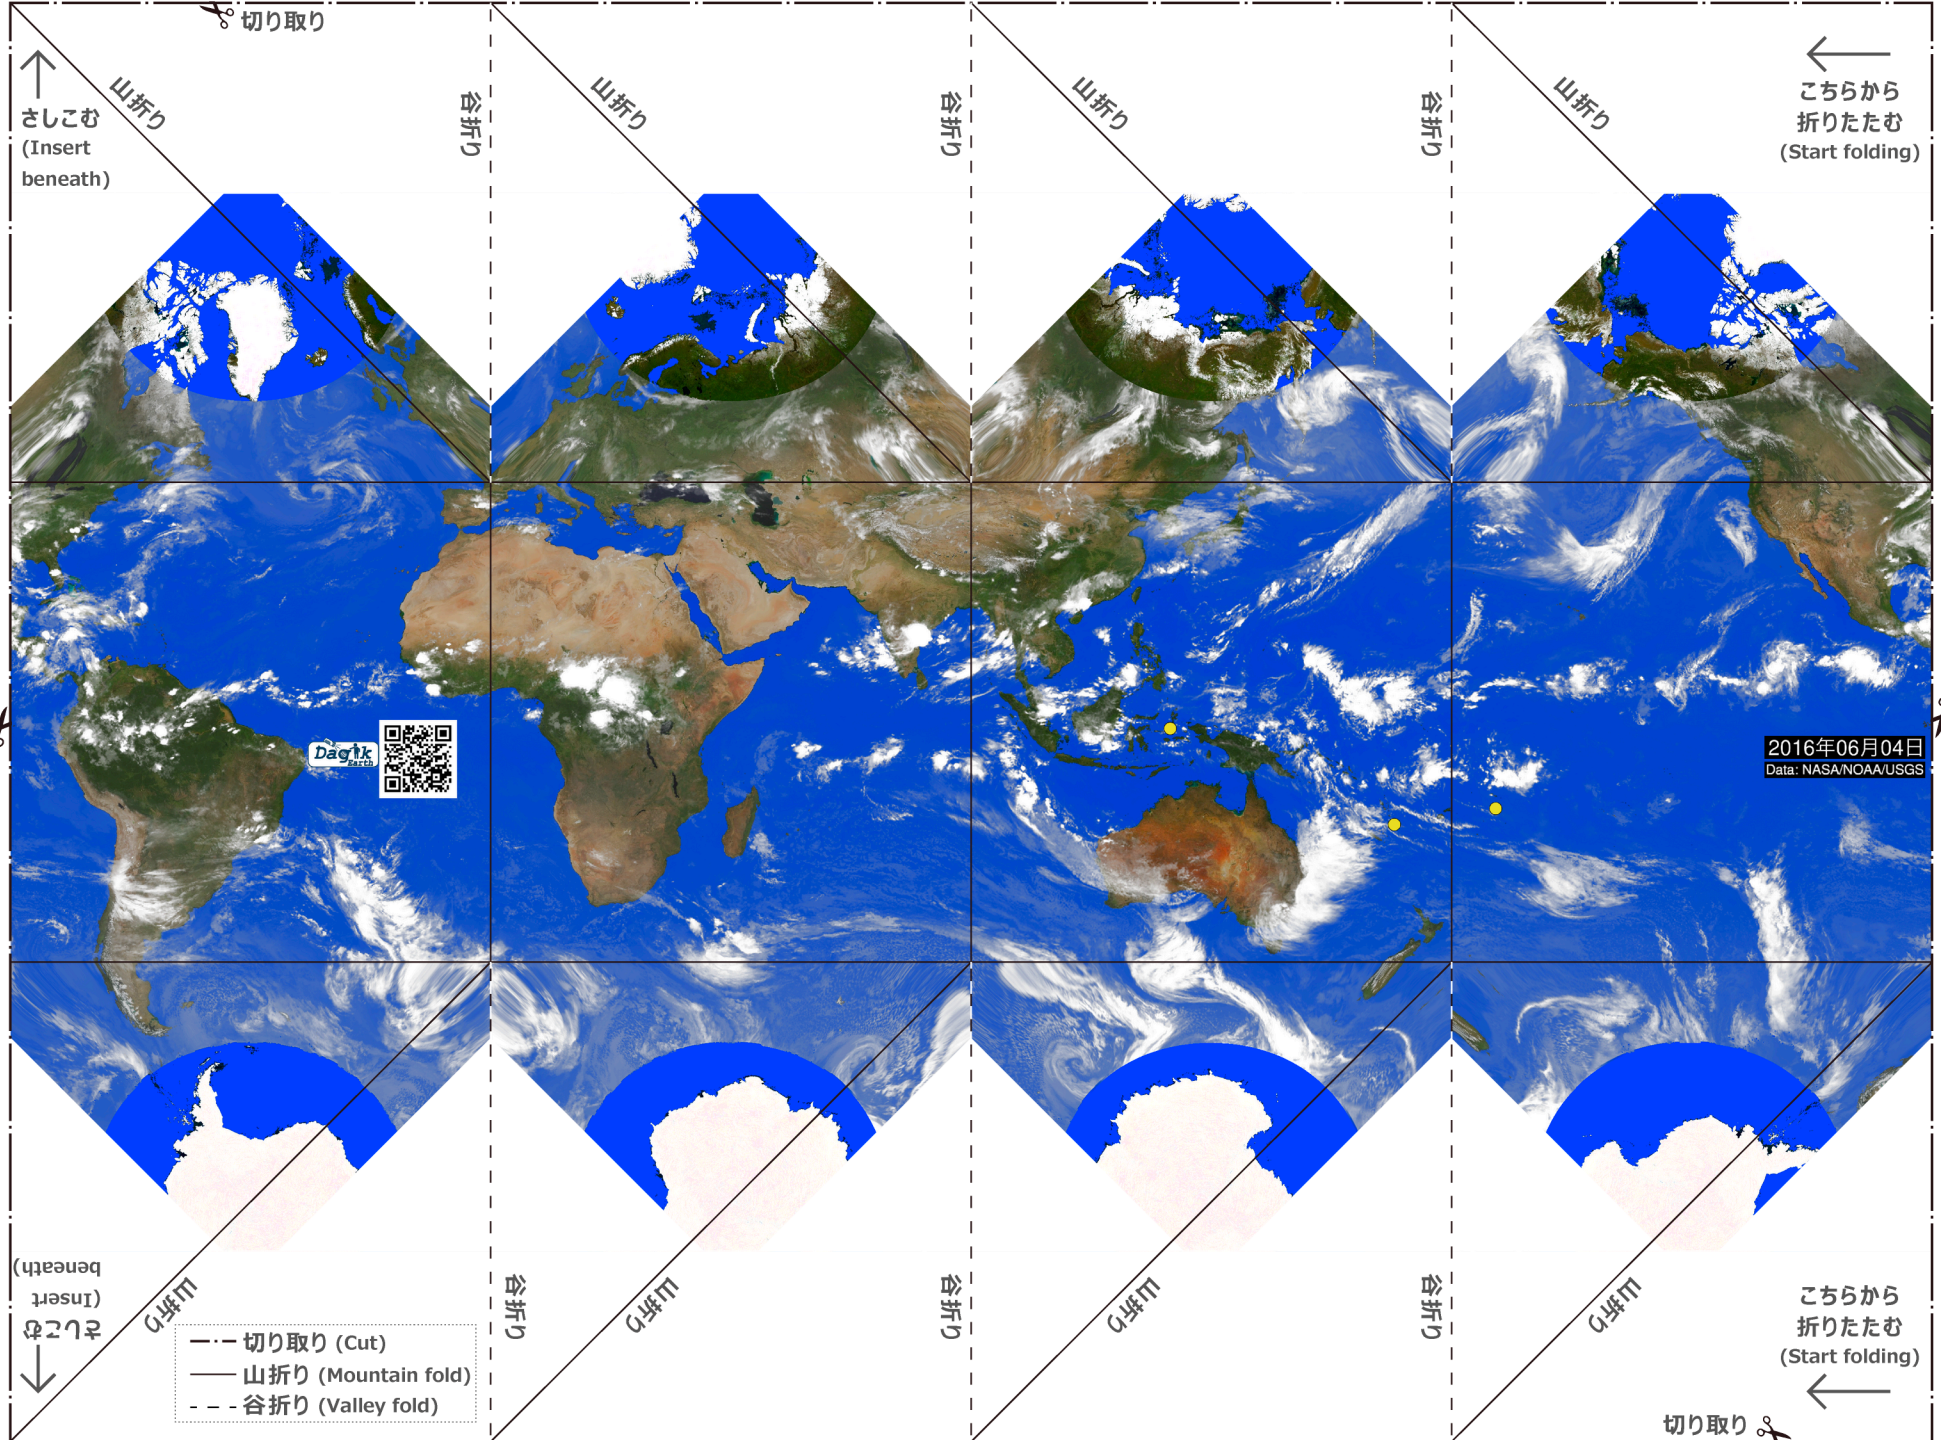 切り取り
さしこむ
(Insert
beneath)
山折り
谷折り
山折り
谷折り
山折り
谷折り
山折り
こちらから
折りたたむ
(Start folding)
Dagik
Earth
2016年06月04日
Data: NASA/NOAA/USGS
さしこむ
(Insert
beneath)
山折り
谷折り
山折り
谷折り
山折り
谷折り
山折り
こちらから
折りたたむ
(Start folding)
切り取り (Cut)
山折り (Mountain fold)
谷折り (Valley fold)
切り取り